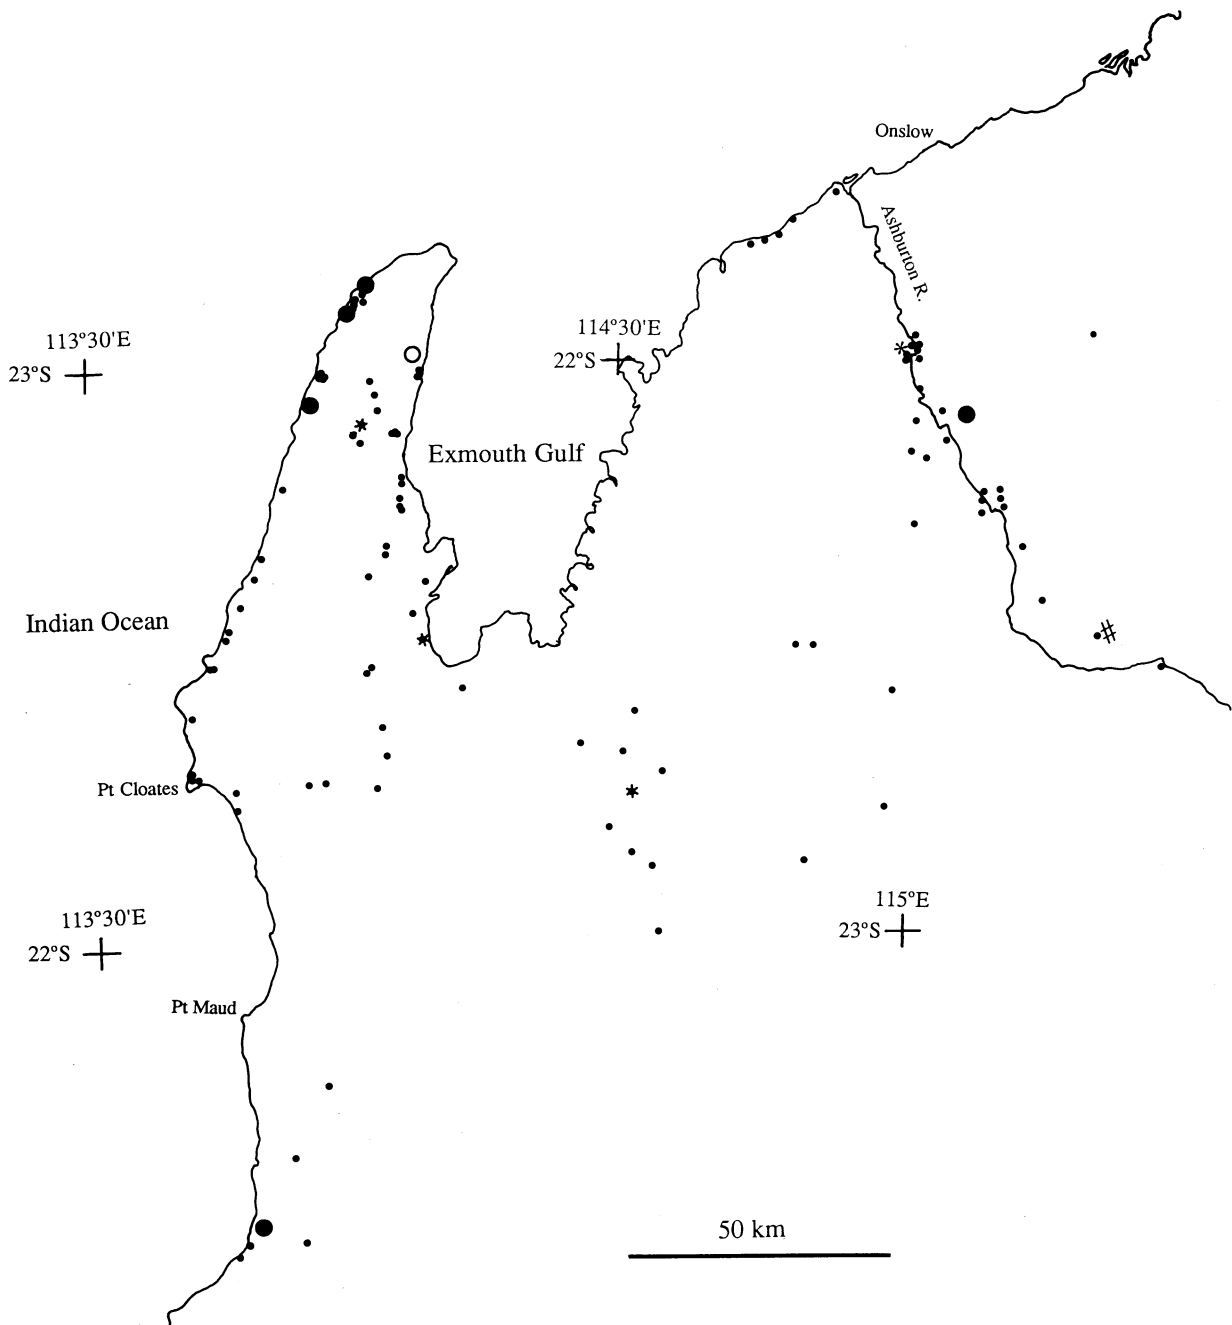 Onslow
Ashburton R.
113°30'E
23°S
114°30'E
22°S
Exmouth Gulf
Indian Ocean
Pt Cloates
115°E
23°S
113°30'E
22°S
Pt Maud
50 km